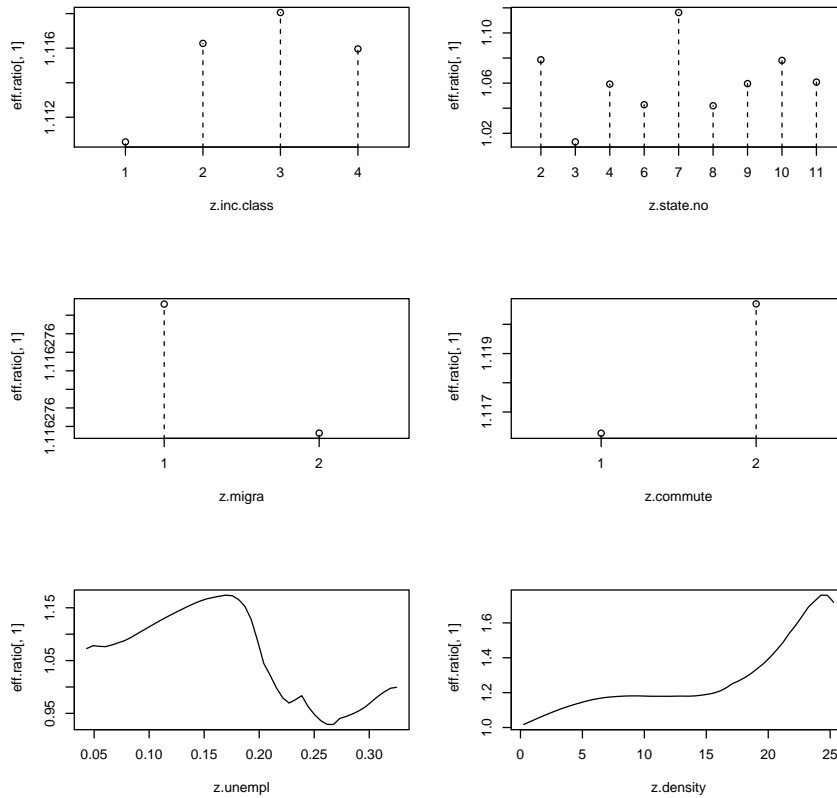 eff.ratio[, 1]
1.112 1.116
1 2 3 4
z.inc.class
eff.ratio[, 1]
1.02 1.06 1.10
2 3 4 6 7 8 9 10 11
z.state.no
eff.ratio[, 1]
1.116276 1.116276 1.116276
1 2
z.migra
eff.ratio[, 1]
1.117 1.119
1 2
z.commute
eff.ratio[, 1]
0.95 1.05 1.15
0.05 0.10 0.15 0.20 0.25 0.30
z.unempl
eff.ratio[, 1]
1.0 1.2 1.4 1.6
0 5 10 15 20 25
z.density